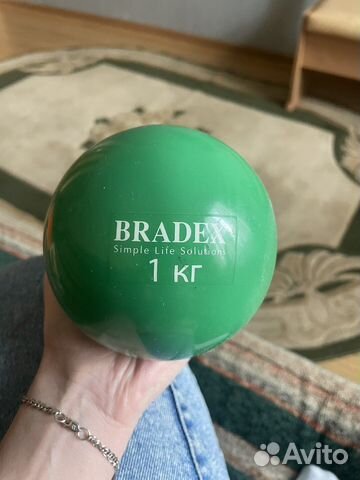 BRADEX
Simple Life Solutions
1 кг
Avito